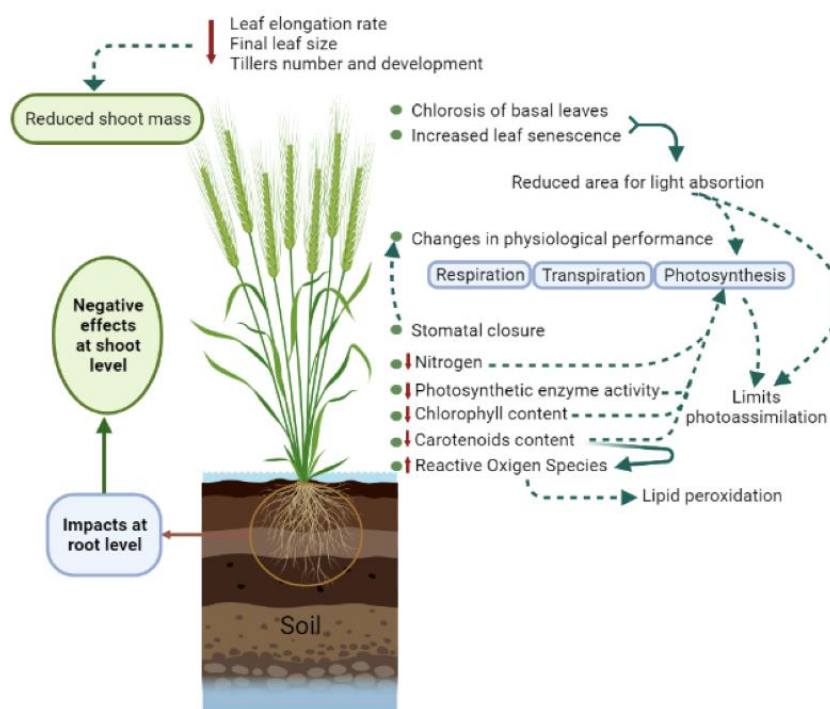 Leaf elongation rate
Final leaf size
Tillers number and development
Reduced shoot mass
Chlorosis of basal leaves
Increased leaf senescence
Reduced area for light absortion
Changes in physiological performance
Respiration Transpiration Photosynthesis
Negative
effects
at shoot
level
Stomatal closure
Nitrogen
Photosynthetic enzyme activity
Chlorophyll content
Carotenoids content
Reactive Oxigen Species
Limits
photoassimilation
Lipid peroxidation
Impacts at
root level
Soil